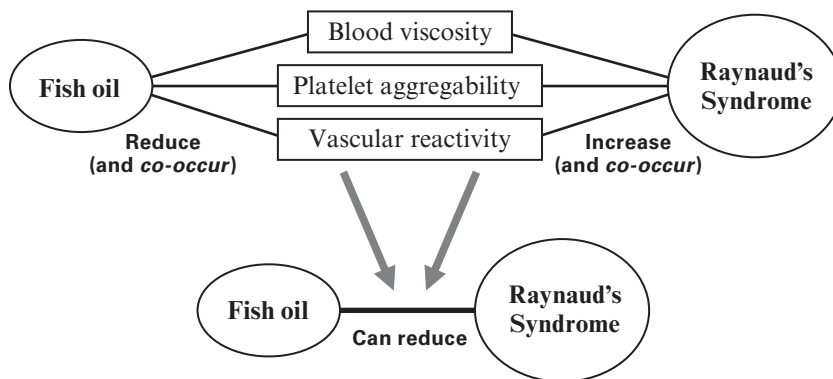 Blood viscosity
Fish oil
Platelet aggregability
Raynaud's
Syndrome
Vascular reactivity
Reduce
(and co-occur)
Increase
(and co-occur)
Fish oil
Can reduce
Raynaud's
Syndrome